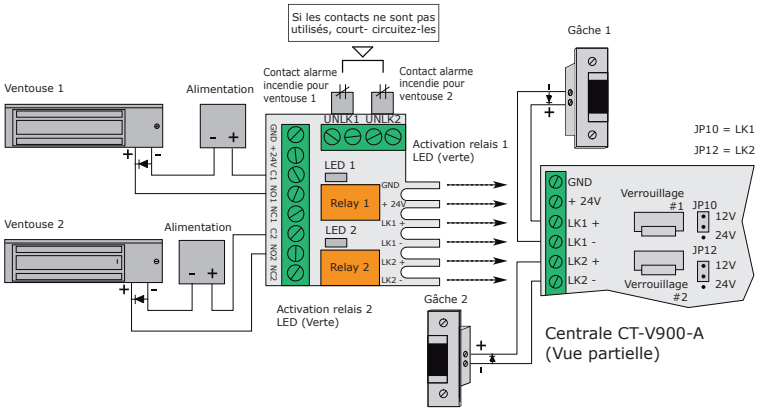 Si les contacts ne sont pas
utilisés, court- circuitez-les
Gâche 1
Contact alarme
incendie pour
ventouse 1
Contact alarme
incendie pour
ventouse 2
Ventouse 1
Alimentation
- +
+ -
UNLK1 UNLK2
GND
+24V
C1
NO1
NC1
C2
NO2
NC2
LED 1
Relay 1
LED 2
Relay 2
GND
+ 24V
LK1 +
LK1 -
LK2 +
LK2 -
Activation relais 1
LED (verte)
- +
JP10 = LK1
JP12 = LK2
GND
+ 24V
LK1 +
LK1 -
LK2 +
LK2 -
Verrouillage
#1
JP10
12V
24V
JP12
12V
24V
Verrouillage
#2
Ventouse 2
Alimentation
- +
+ -
Activation relais 2
LED (Verte)
Gâche 2
+
-
Centrale CT-V900-A
(Vue partielle)